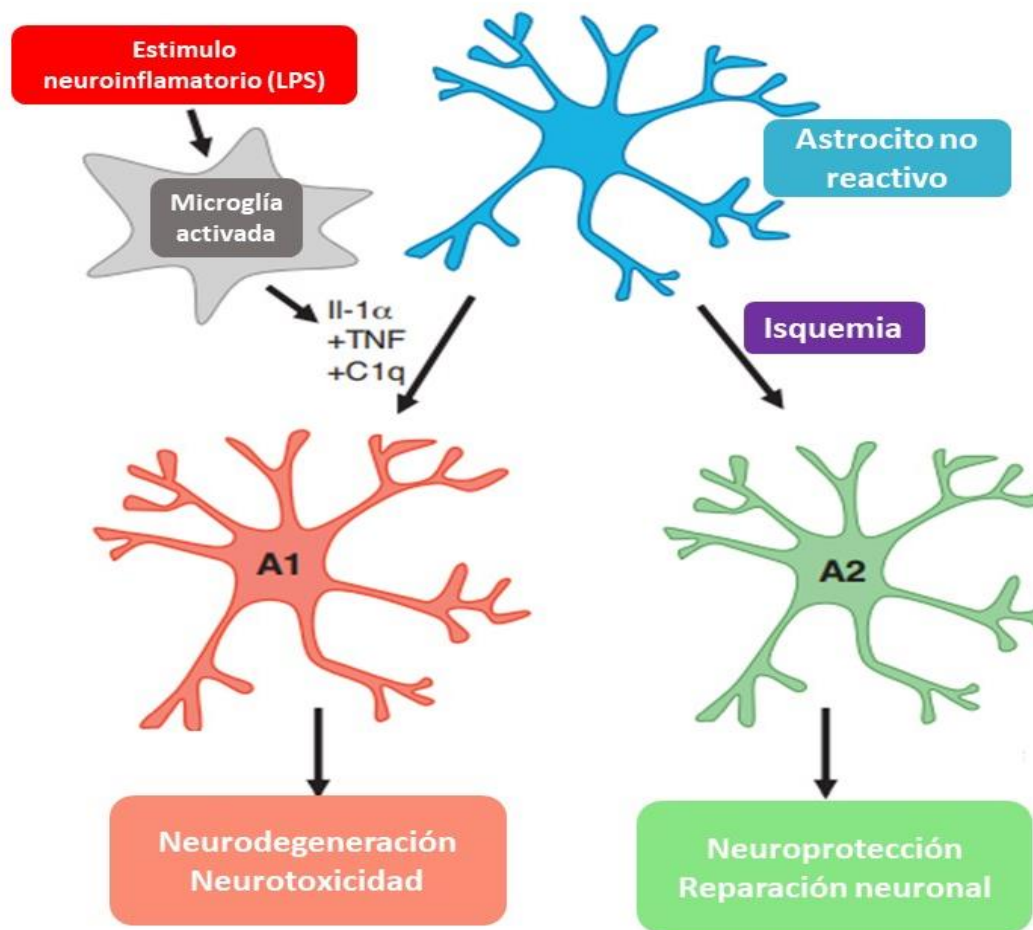 Estimulo
neuroinflamatorio (LPS)
Astrocito no
reactivo
Microglía
activada
Il-1α
+TNF
+C1q
Isquemia
A1
A2
Neurodegeneración
Neurotoxicidad
Neuroprotección
Reparación neuronal